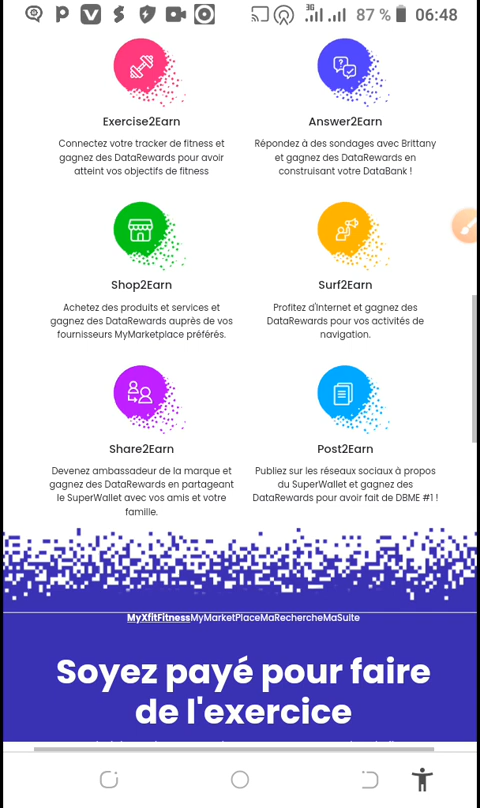 3G
87 %
06:48
Exercise2Earn
Connectez votre tracker de fitness et
gagnez des DataRewards pour avoir
atteint vos objectifs de fitness
Answer2Earn
Répondez à des sondages avec Brittany
et gagnez des DataRewards en
construisant votre DataBank !
Shop2Earn
Achetez des produits et services et
gagnez des DataRewards auprès de vos
fournisseurs MyMarketplace préférés.
Surf2Earn
Profitez d'Internet et gagnez des
DataRewards pour vos activités de
navigation.
Share2Earn
Devenez ambassadeur de la marque et
gagnez des DataRewards en partageant
le SuperWallet avec vos amis et votre
famille.
Post2Earn
Publiez sur les réseaux sociaux à propos
du SuperWallet et gagnez des
DataRewards pour avoir fait de DBME #1 !
MyXfitFitnessMyMarketPlaceMaRechercheMaSuite
Soyez payé pour faire
de l'exercice